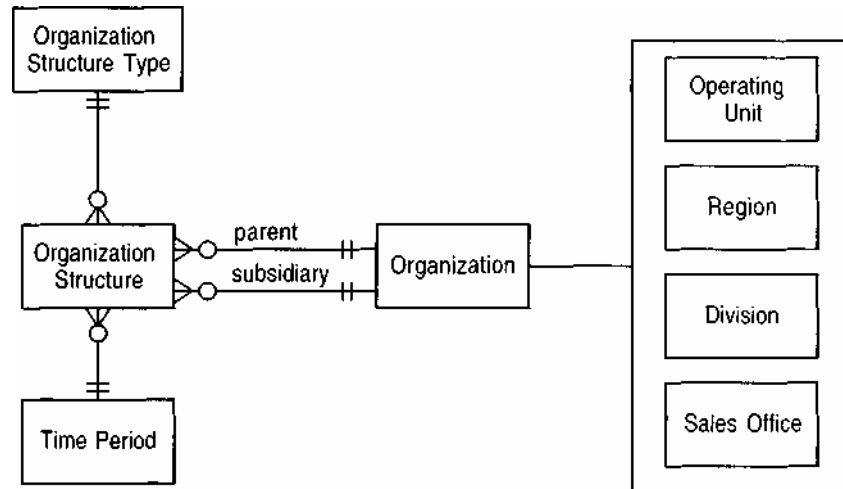 Organization
Structure Type
Operating
Unit
Region
parent
Organization
Structure
subsidiary
Organization
Division
Time Period
Sales Office